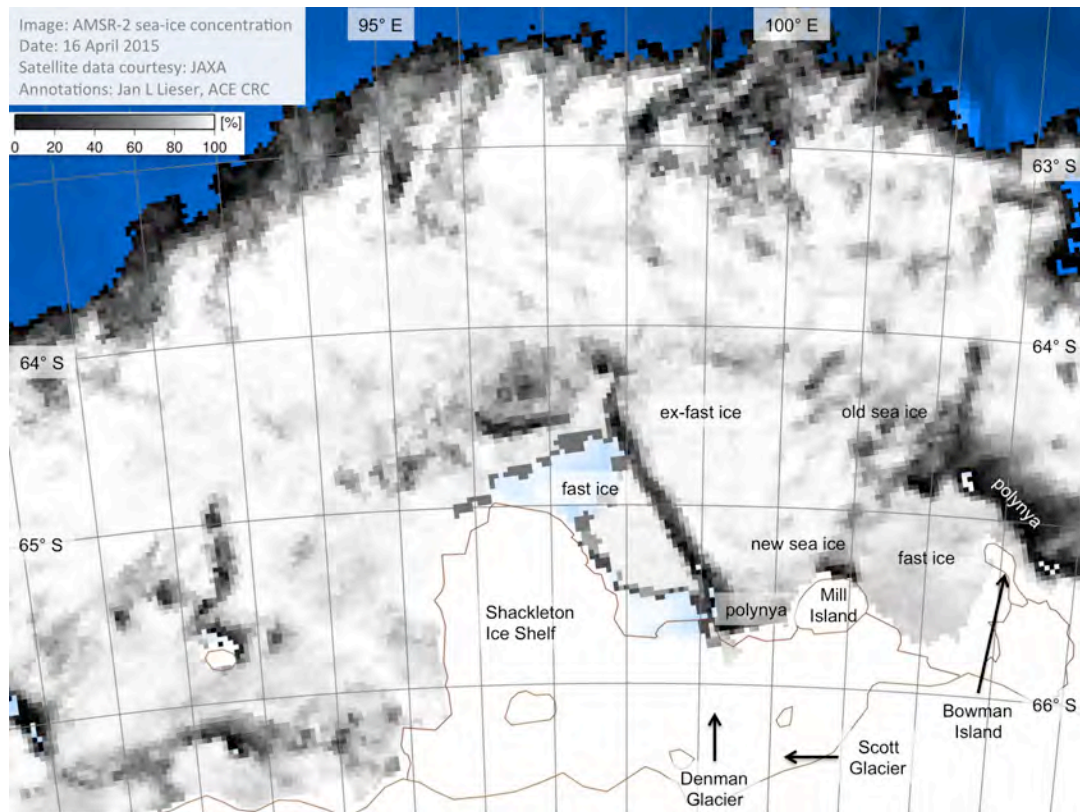 Image: AMSR-2 sea-ice concentration
Date: 16 April 2015
Satellite data courtesy: JAXA
Annotations: Jan L Lieser, ACE CRC
[%]
0 20 40 60 80 100
95° E
100° E
63° S
64° S
64° S
ex-fast ice
old sea ice
fast ice
polynya
65° S
new sea ice
fast ice
Shackleton
Ice Shelf
polynya
Mill
Island
66° S
Bowman
Island
Scott
Glacier
Denman
Glacier